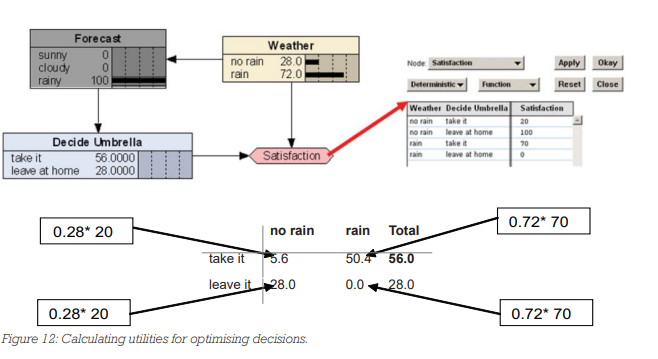 Forecast
sunny 0
cloudy 0
rainy 100
Weather
no rain 28.0
rain 72.0
Decide Umbrella
take it 56.0000
leave at home 28.0000
Satisfaction
Node: Satisfaction Apply Okay
Deterministic Function Reset Close
Weather Decide Umbrella Satisfaction
no rain take it 20
no rain leave at home 100
rain take it 70
rain leave at home 0
0.28* 20
0.72* 70
no rain rain Total
take it 5.6 50.4 56.0
leave it 28.0 0.0 28.0
0.28* 20
0.72* 70
Figure 12: Calculating utilities for optimising decisions.